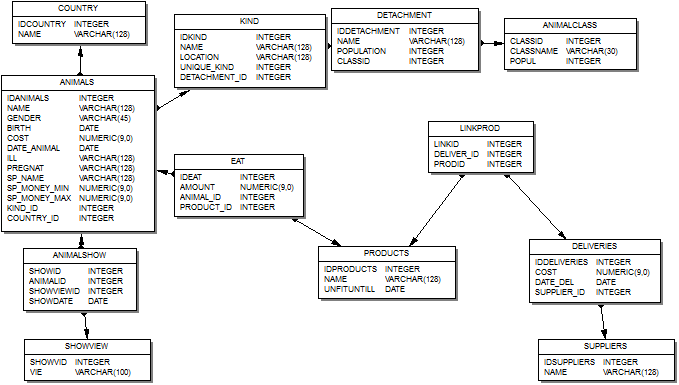 COUNTRY
IDCOUNTRY INTEGER
NAME VARCHAR(128)
KIND
IDKIND INTEGER
NAME VARCHAR(128)
LOCATION VARCHAR(128)
UNIQUE_KIND INTEGER
DETACHMENT_ID INTEGER
DETACHMENT
IDDETACHMENT INTEGER
NAME VARCHAR(128)
POPULATION INTEGER
CLASSID INTEGER
ANIMALCLASS
CLASSID INTEGER
CLASSNAME VARCHAR(30)
POPUL INTEGER
ANIMALS
IDANIMALS INTEGER
NAME VARCHAR(128)
GENDER VARCHAR(45)
BIRTH DATE
COST NUMERIC(9,0)
DATE_ANIMAL DATE
ILL VARCHAR(128)
PREGNAT VARCHAR(128)
SP_NAME VARCHAR(128)
SP_MONEY_MIN NUMERIC(9,0)
SP_MONEY_MAX NUMERIC(9,0)
KIND_ID INTEGER
COUNTRY_ID INTEGER
EAT
IDEAT INTEGER
AMOUNT NUMERIC(9,0)
ANIMAL_ID INTEGER
PRODUCT_ID INTEGER
LINKPROD
LINKID INTEGER
DELIVER_ID INTEGER
PRODID INTEGER
ANIMALSHOW
SHOWID INTEGER
ANIMALID INTEGER
SHOWVIEWID INTEGER
SHOWDATE DATE
PRODUCTS
IDPRODUCTS INTEGER
NAME VARCHAR(128)
UNFITUNTILL DATE
DELIVERIES
IDDELIVERIES INTEGER
COST NUMERIC(9,0)
DATE_DEL DATE
SUPPLIER_ID INTEGER
SHOWVIEW
SHOWVID INTEGER
VIE VARCHAR(100)
SUPPLIERS
IDSUPPLIERS INTEGER
NAME VARCHAR(128)